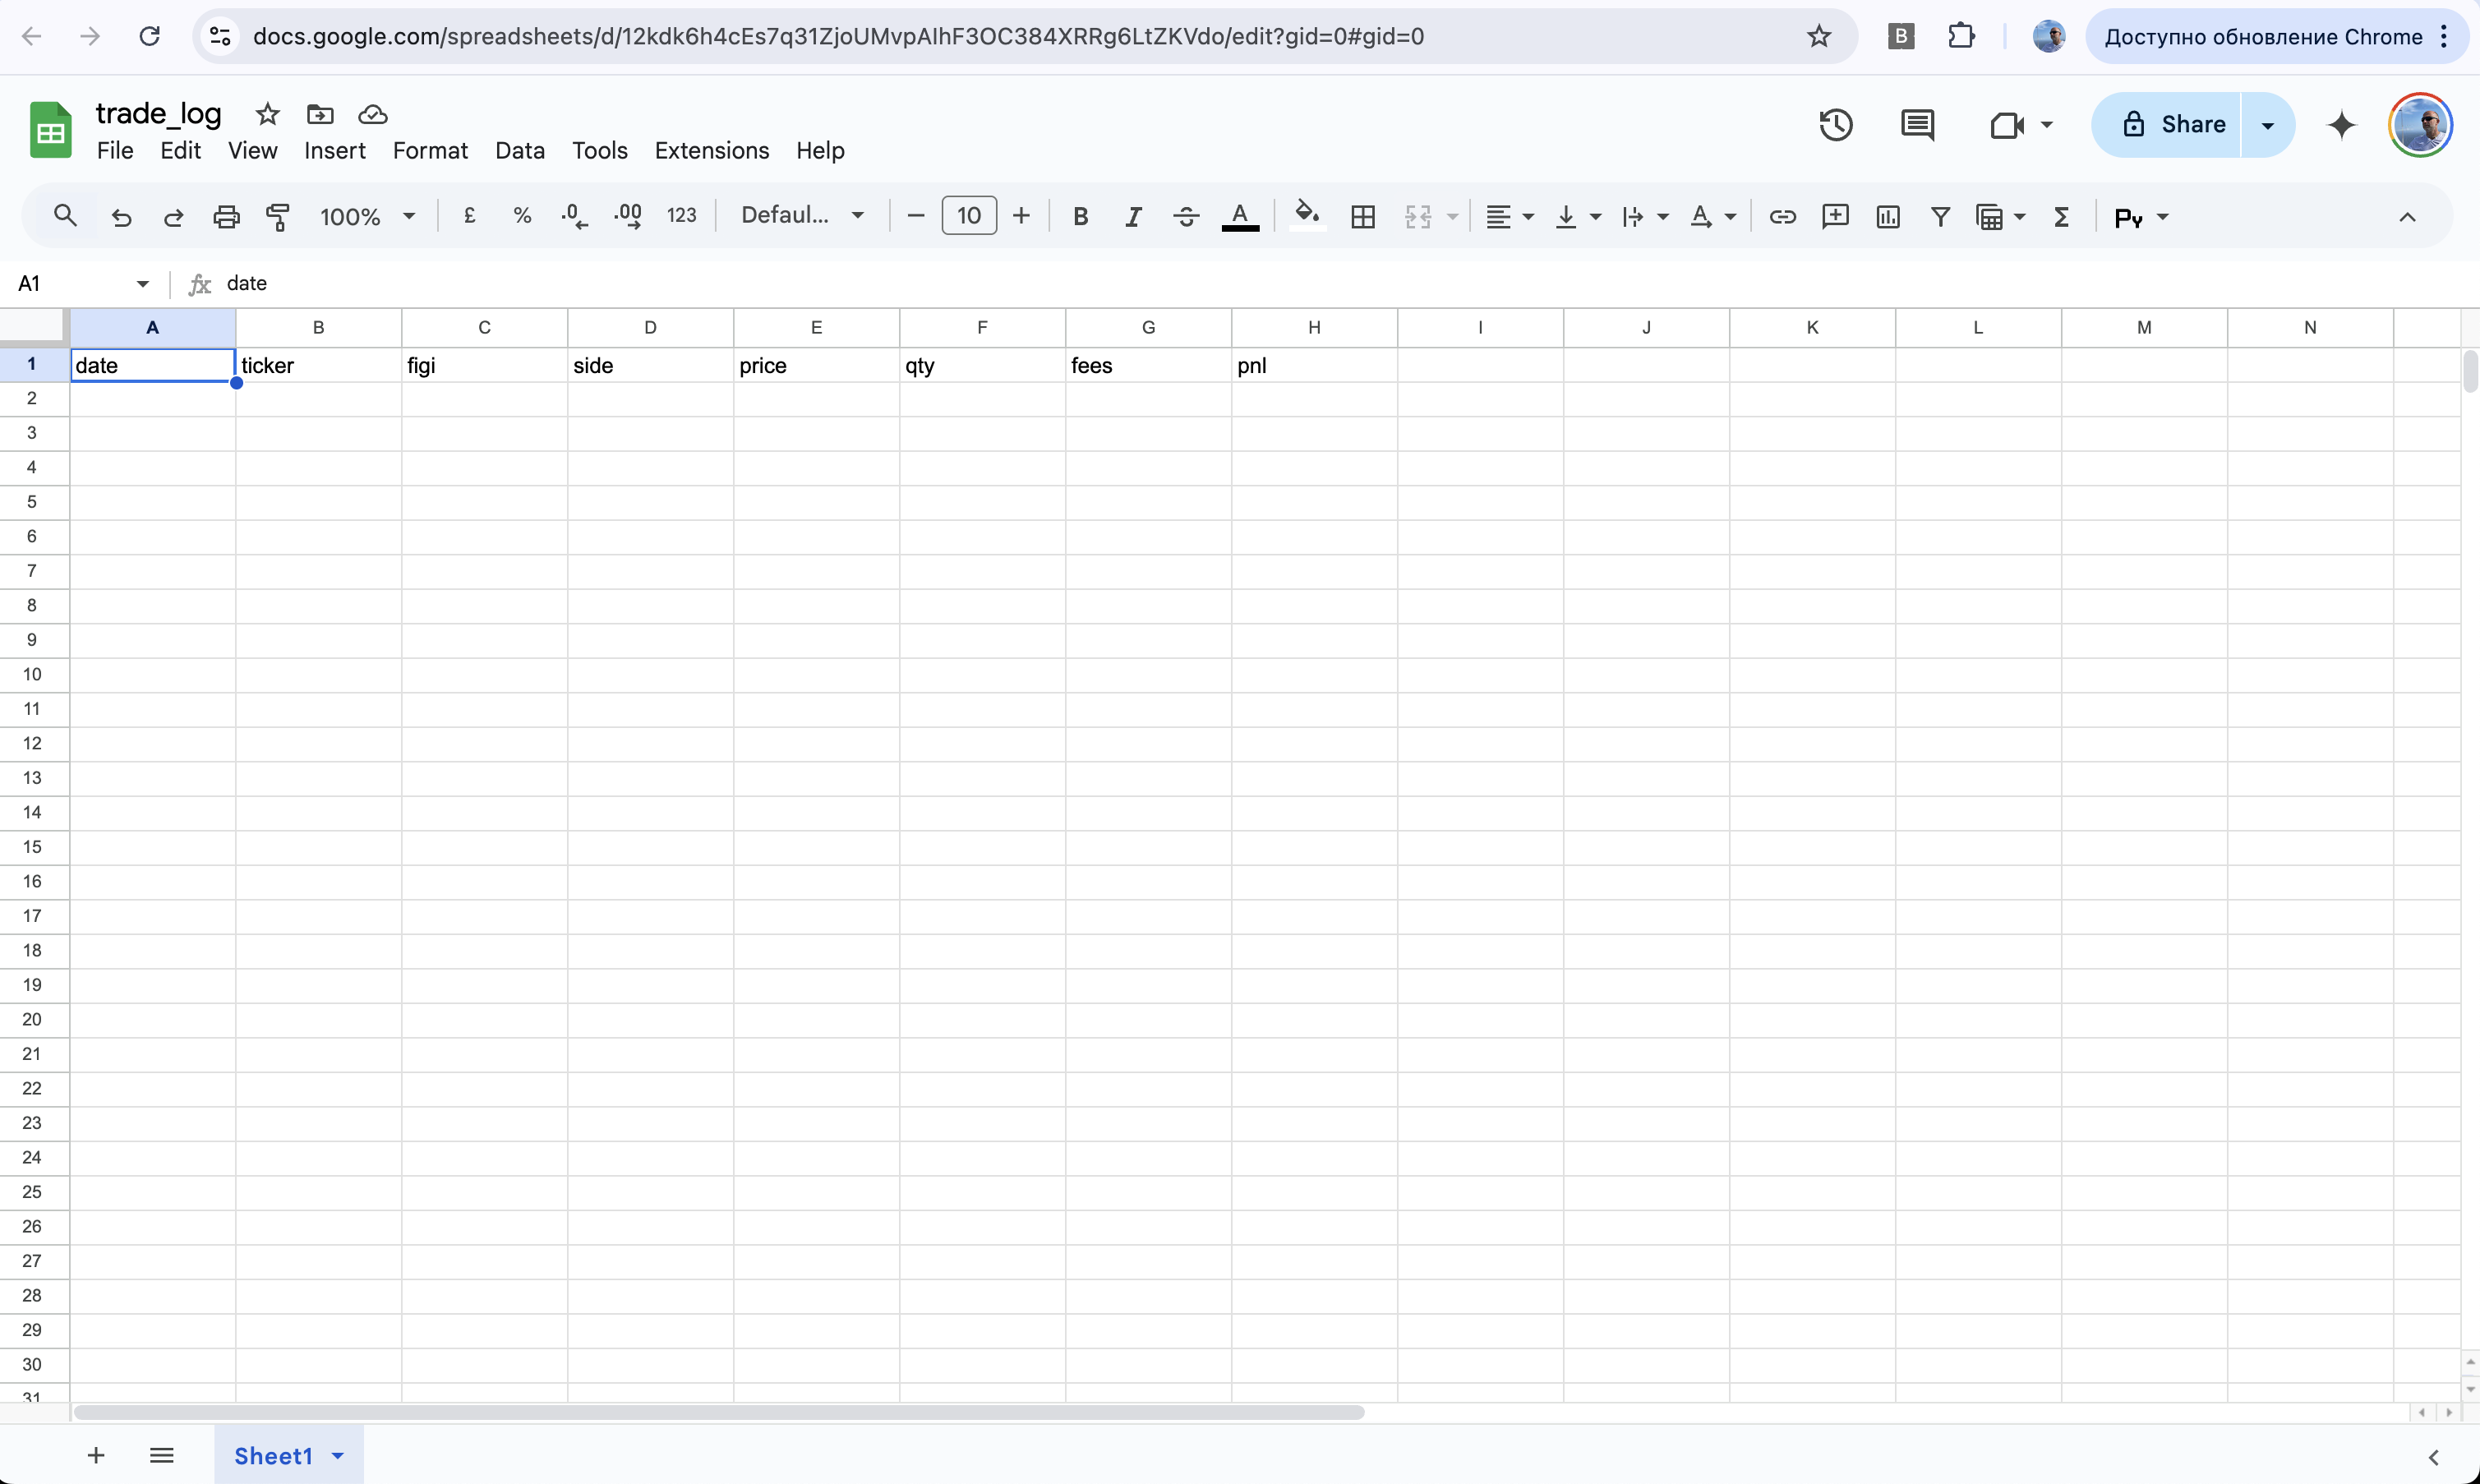 docs.google.com/spreadsheets/d/12kdk6h4cEs7q31ZjoUMvpAIhF3OC384XRRg6LtZKVdo/edit?gid=0#gid=0
B
Доступно обновление Chrome
trade_log
Share
File Edit View Insert Format Data Tools Extensions Help
100% £ % .0 .00 123 Defaul... 10 B I A Σ Py
A1 fx date
A B C D E F G H I J K L M N
1 date ticker figi side price qty fees pnl
2
3
4
5
6
7
8
9
10
11
12
13
14
15
16
17
18
19
20
21
22
23
24
25
26
27
28
29
30
31
Sheet1